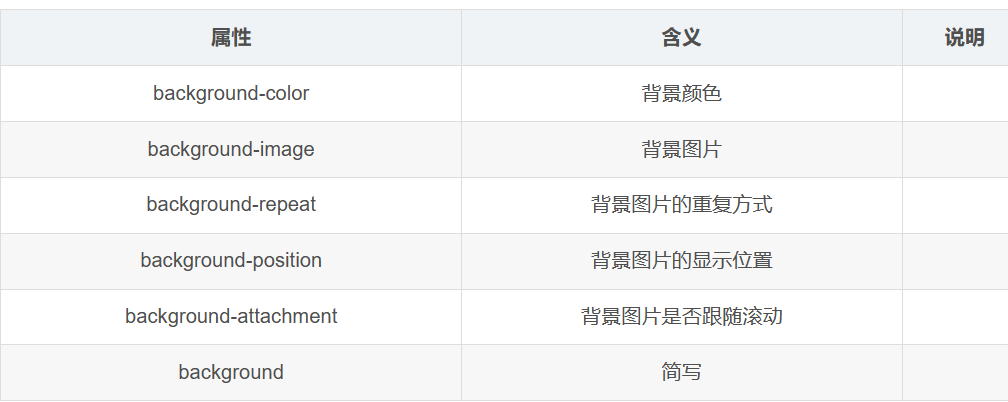 属性 含义 说明
background-color 背景颜色
background-image 背景图片
background-repeat 背景图片的重复方式
background-position 背景图片的显示位置
background-attachment 背景图片是否跟随滚动
background 简写